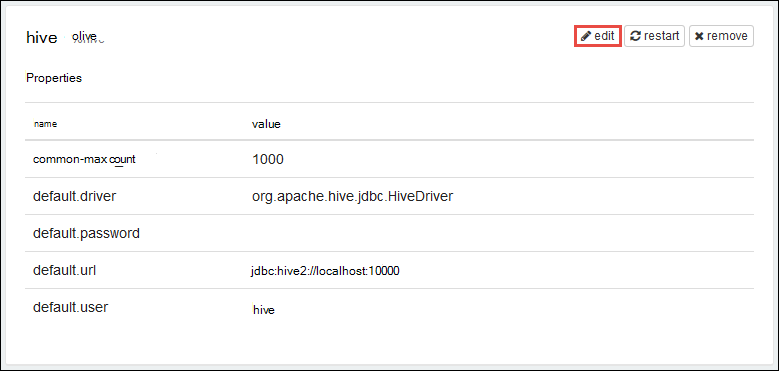 hive olive edit restart remove
Properties
name value
common-max count 1000
default.driver org.apache.hive.jdbc.HiveDriver
default.password
default.url jdbc:hive2://localhost:10000
default.user hive